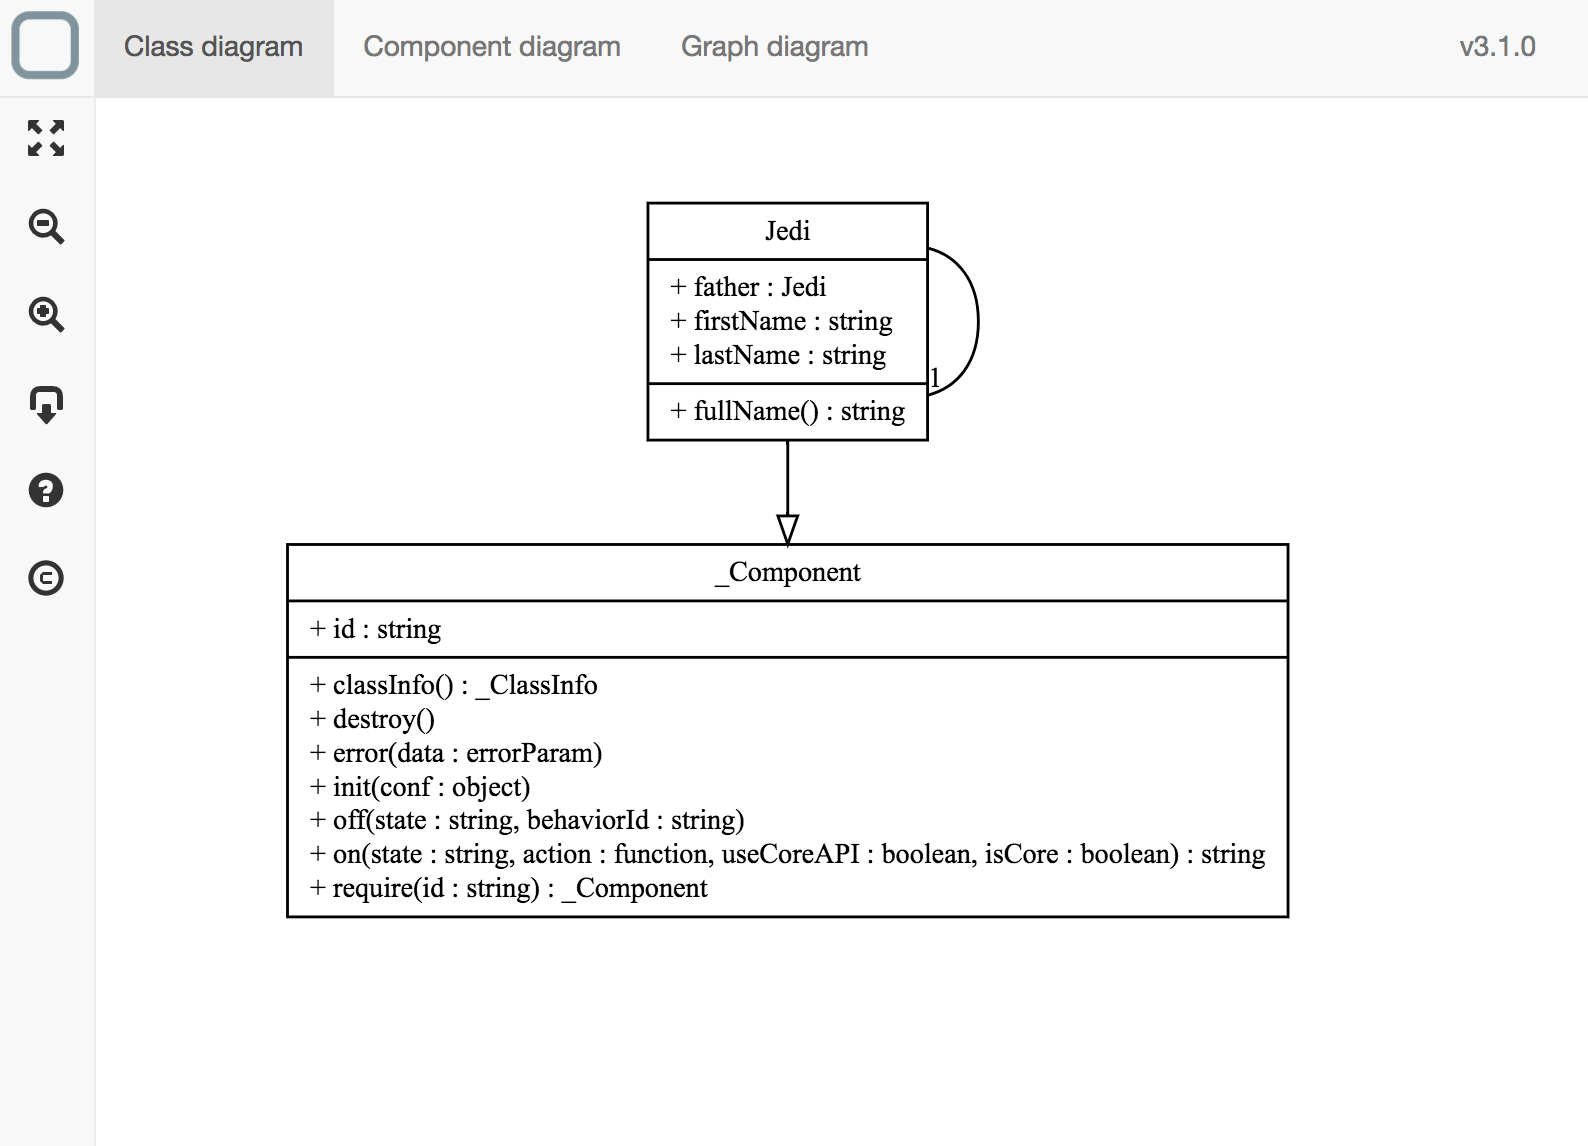 Class diagram
Component diagram
Graph diagram
v3.1.0
Jedi
+ father : Jedi
+ firstName : string
+ lastName : string
1
+ fullName() : string
_Component
+ id : string
+ classInfo() : _ClassInfo
+ destroy()
+ error(data : errorParam)
+ init(conf : object)
+ off(state : string, behaviorId : string)
+ on(state : string, action : function, useCoreAPI : boolean, isCore : boolean) : string
+ require(id : string) : _Component